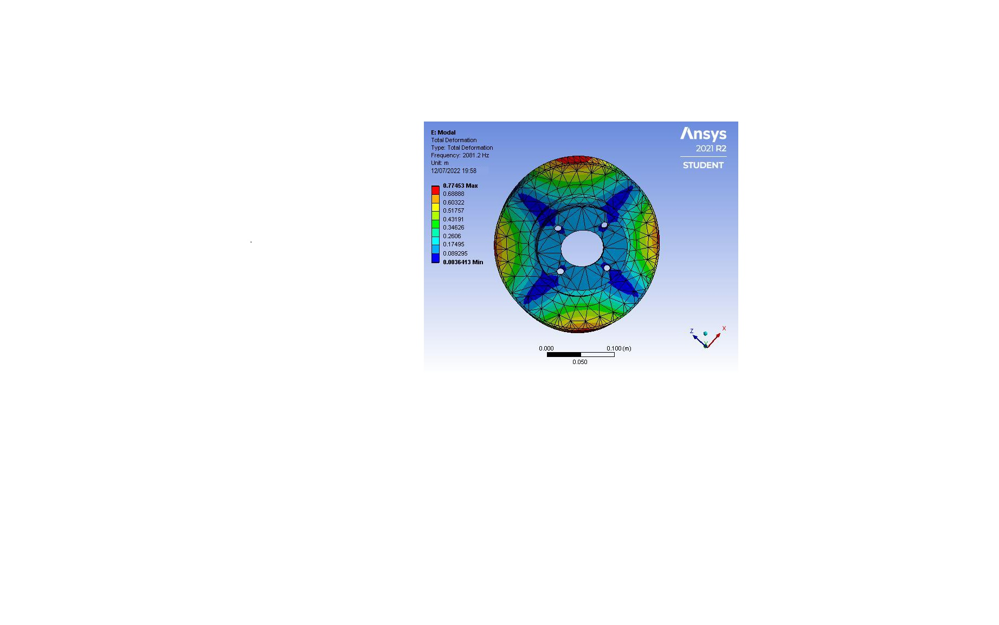 E: Modal
Total Deformation
Type: Total Deformation
Frequency: 2081.2 Hz
Unit: m
12/07/2022 19:58
0.77453 Max
0.68888
0.60322
0.51757
0.43191
0.34626
0.2606
0.17495
0.089295
0.0036413 Min
Ansys
2021 R2
STUDENT
Z
X
Y
0.000
0.100 (m)
0.050